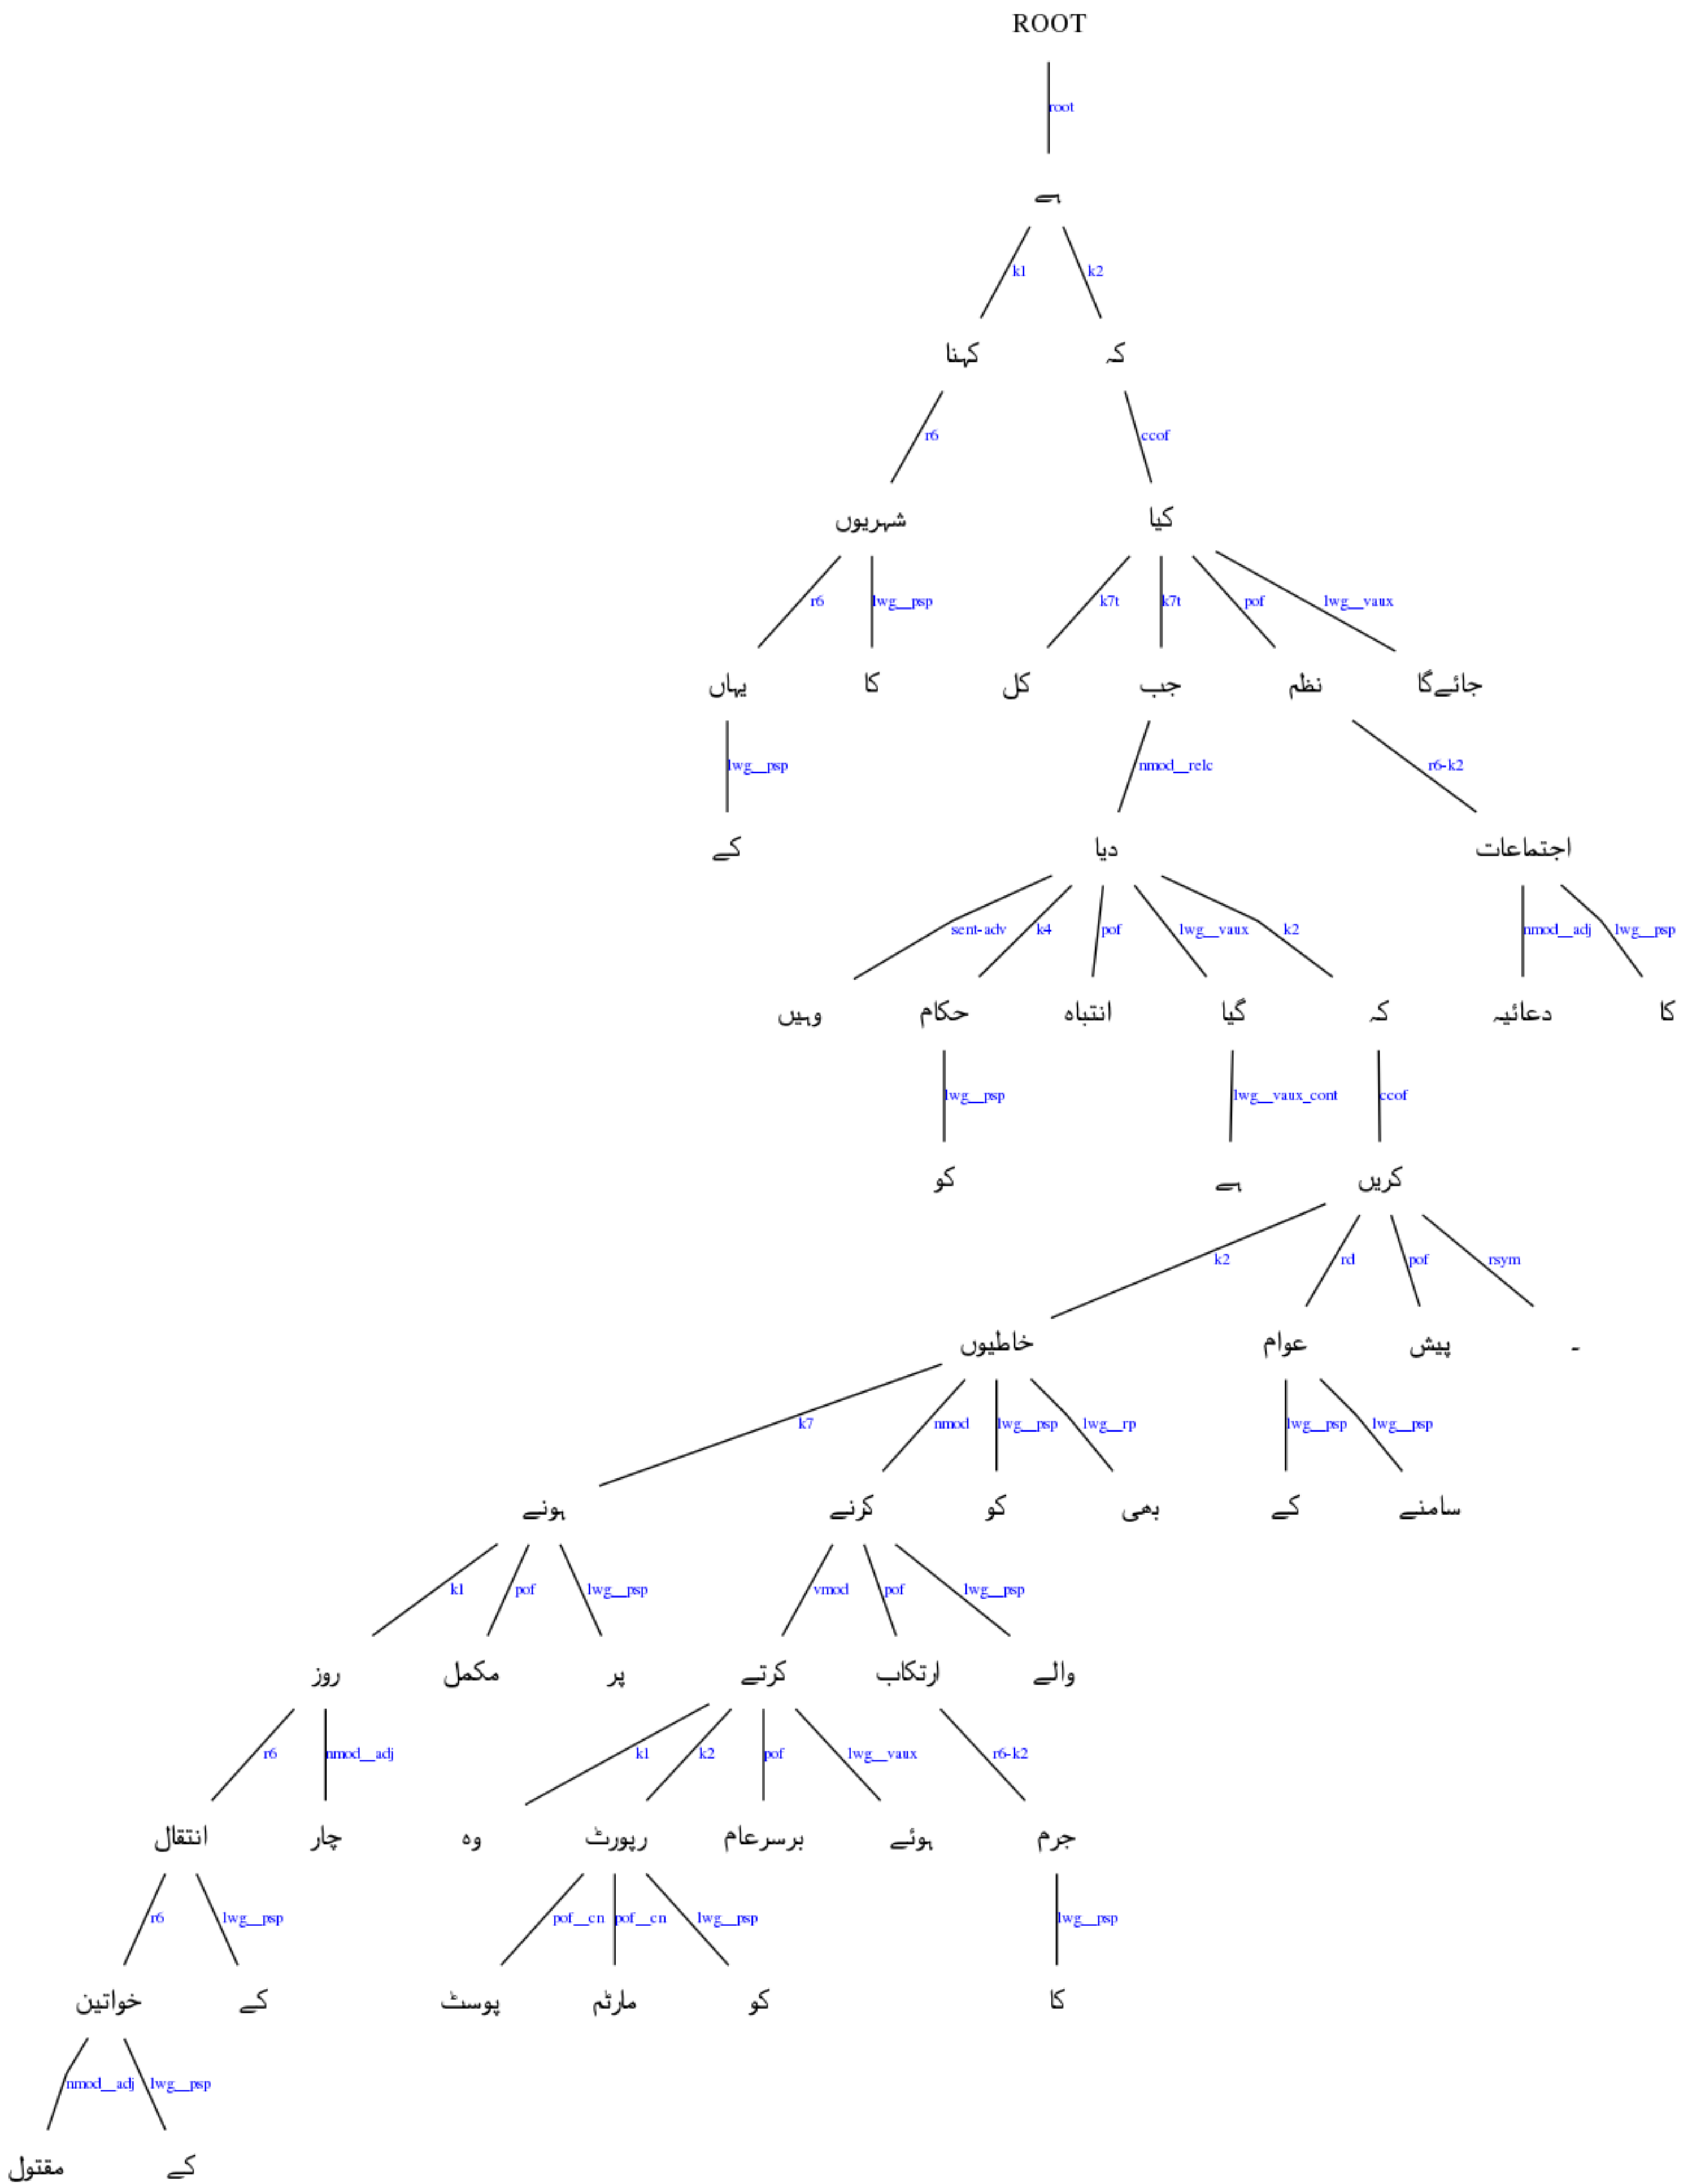 ROOT
root
ہے
k1 k2
کہنا کہ
r6 ccof
شہریوں کیا
r6 lwg__psp k7t k7t pof lwg__vaux
یہاں کا کل جب نظم جائےگا
lwg__psp nmod__relc r6-k2
کے دیا اجتماعات
sent-adv k4 pof lwg__vaux k2 nmod__adj lwg__psp
وہیں حکام انتباہ گیا کہ دعائیہ کا
lwg__psp lwg__vaux_cont ccof
کو ہے کریں
k2 rd pof rsym
خاطیوں عوام پیش ۔
k7 nmod lwg__psp lwg__rp lwg__psp lwg__psp
ہونے کرنے کو بھی کے سامنے
k1 pof lwg__psp vmod pof lwg__psp
روز مکمل پر کرتے ارتکاب والے
r6 nmod__adj k1 k2 pof lwg__vaux r6-k2
انتقال چار وہ رپورٹ برسرعام ہوئے جرم
r6 lwg__psp pof__cn pof__cn lwg__psp lwg__psp
خواتین کے پوسٹ مارٹم کو کا
nmod__adj lwg__psp
مقتول کے